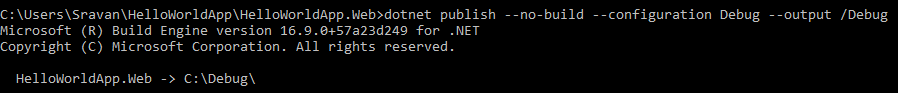 C:\Users\Sravan\HelloWorldApp\HelloWorldApp.Web>dotnet publish --no-build --configuration Debug --output /Debug
Microsoft (R) Build Engine version 16.9.0+57a23d249 for .NET
Copyright (C) Microsoft Corporation. All rights reserved.
HelloWorldApp.Web -> C:\Debug\